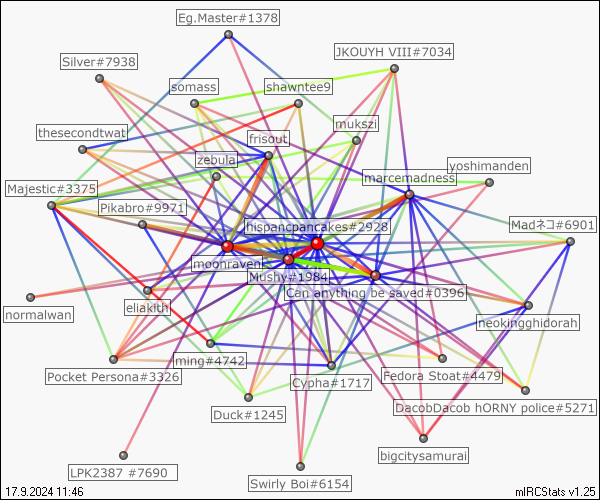 Eg.Master#1378
JKOUYH VIII#7034
Silver#7938
somass
shawntee9
mukszi
thesecondtwat
frisout
zebula
yoshimanden
marcemadness
Majestic#3375
Pikabro#9971
hispancpancakes#2928
Madネコ#6901
moonraven
Mushy#1984
Can anything be saved#0396
normalwan
eliakith
neokingghidorah
ming#4742
Pocket Persona#3326
Cypha#1717
Fedora Stoat#4479
Duck#1245
DacobDacob hORNY police#5271
bigcitysamurai
LPK2387 #7690
Swirly Boi#6154
17.9.2024 11:46
mIRCStats v1.25